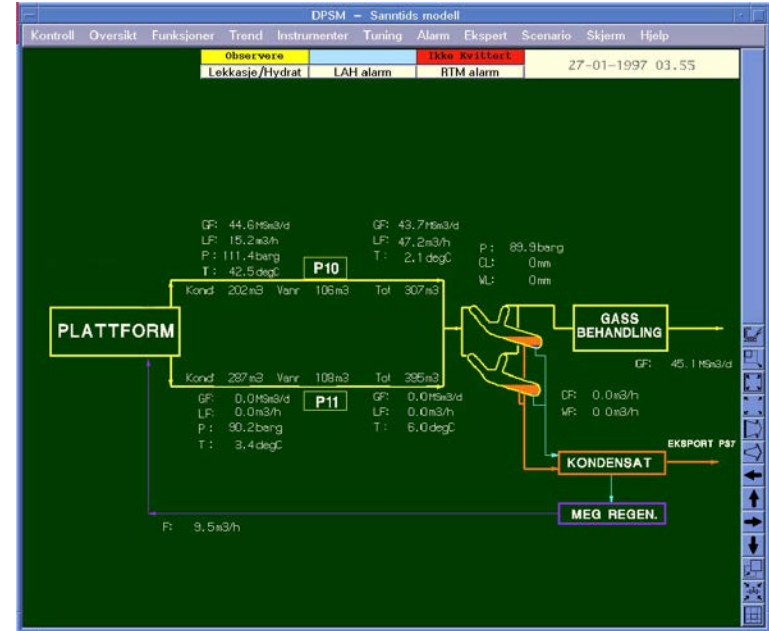 DPSM – Sanntids modell
Kontroll Oversikt Funksjoner Trend Instrumenter Tuning Alarm Ekspert Scenario Skjerm Hjelp
Observere Ikke Kvittert
Lekkasje/Hydrat LAH alarm RTM alarm
27-01-1997 03.55
GF: 44.6MSm3/d GF: 43.7MSm3/d
LF: 15.2m3/h LF: 47.2m3/h P: 89.9barg
P: 111.4barg T: 2.1degC CL: 0mm
T: 42.5degC P10 WL: 0mm
Kond: 202m3 Vann: 106m3 Tot: 307m3
PLATTFORM
GASS
BEHANDLING
GF: 45.1MSm3/d
Kond: 287m3 Vann: 108m3 Tot: 395m3
GF: 0.0MSm3/d P11 GF: 0.0MSm3/d CF: 0.0m3/h
LF: 0.0m3/h LF: 0.0m3/h WF: 0.0m3/h
P: 90.2barg T: 6.0degC
T: 3.4degC
EKSPORT P37
KONDENSAT
MEG REGEN.
F: 9.5m3/h